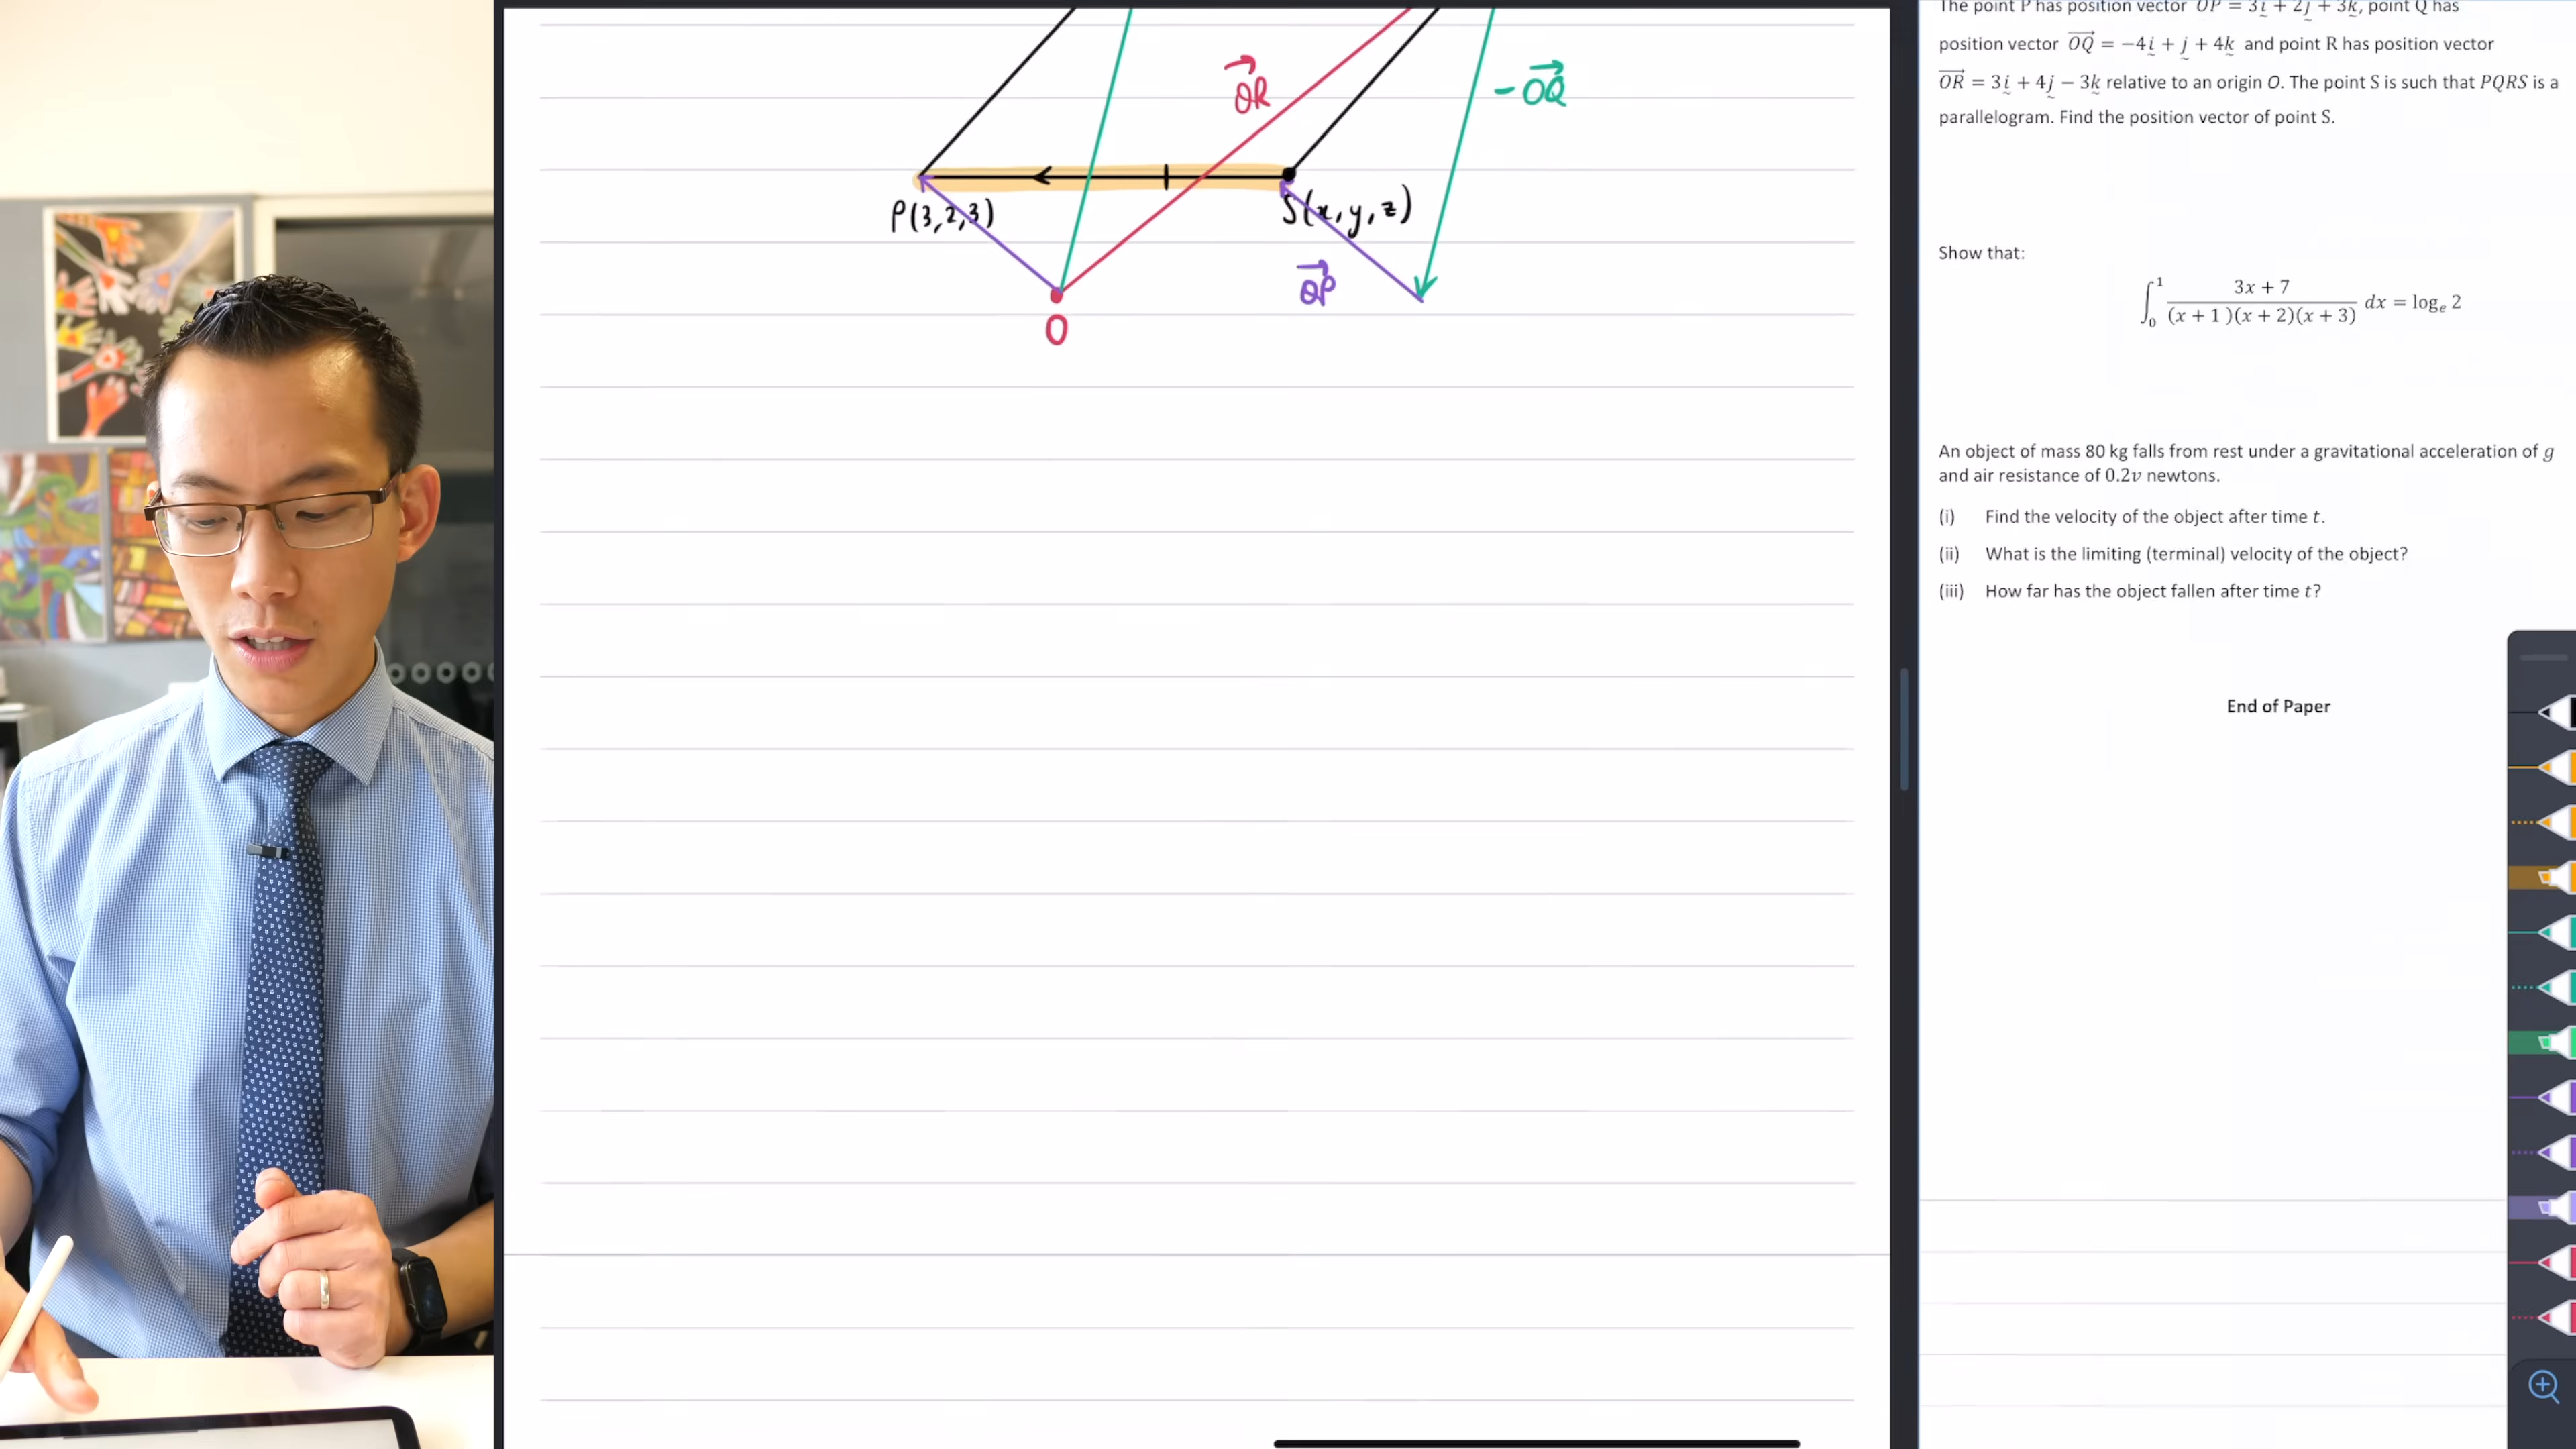 OR
-OQ
P(3,2,3)
S(x,y,z)
OP
O
The point P has position vector OP = 3i + 2j + 3k, point Q has
position vector OQ = −4i + j + 4k and point R has position vector
OR = 3i + 4j − 3k relative to an origin O. The point S is such that PQRS is a
parallelogram. Find the position vector of point S.
Show that:
∫₀¹ (3x + 7)/((x + 1)(x + 2)(x + 3)) dx = logₑ 2
An object of mass 80 kg falls from rest under a gravitational acceleration of g
and air resistance of 0.2v newtons.
(i) Find the velocity of the object after time t.
(ii) What is the limiting (terminal) velocity of the object?
(iii) How far has the object fallen after time t?
End of Paper